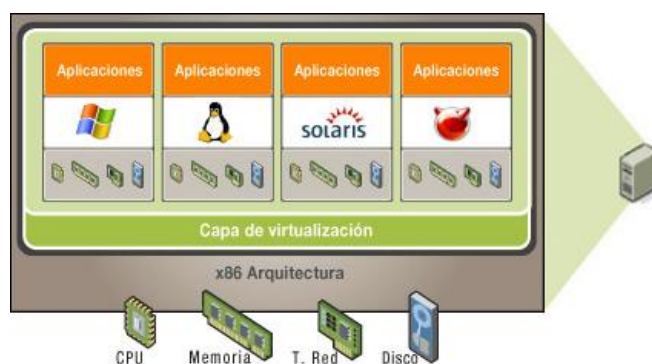 Aplicaciones Aplicaciones Aplicaciones Aplicaciones
solaris
Capa de virtualización
x86 Arquitectura
CPU Memoria T. Red Disco